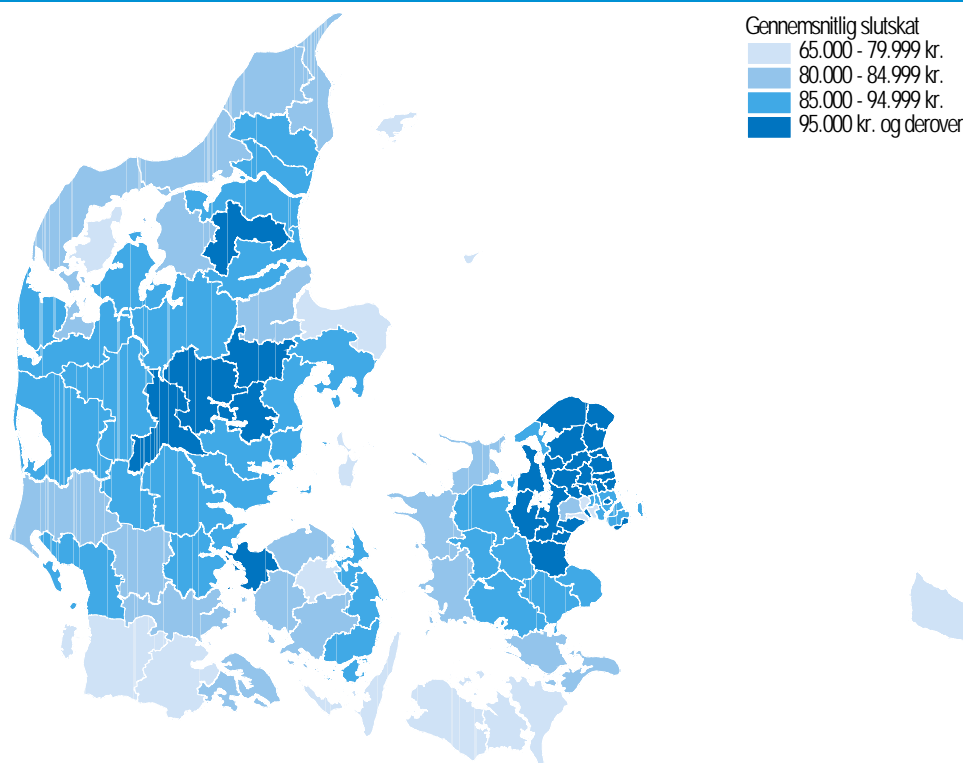 Gennemsnitlig slutskat
65.000 - 79.999 kr.
80.000 - 84.999 kr.
85.000 - 94.999 kr.
95.000 kr. og derover